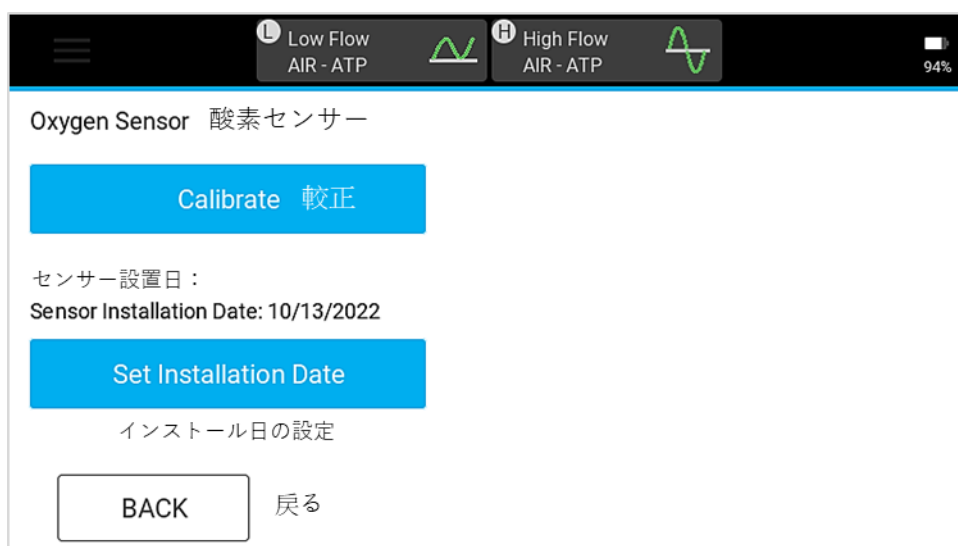 L Low Flow
AIR - ATP
H High Flow
AIR - ATP
94%
Oxygen Sensor 酸素センサー
Calibrate 較正
センサー設置日：
Sensor Installation Date: 10/13/2022
Set Installation Date
インストール日の設定
BACK 戻る